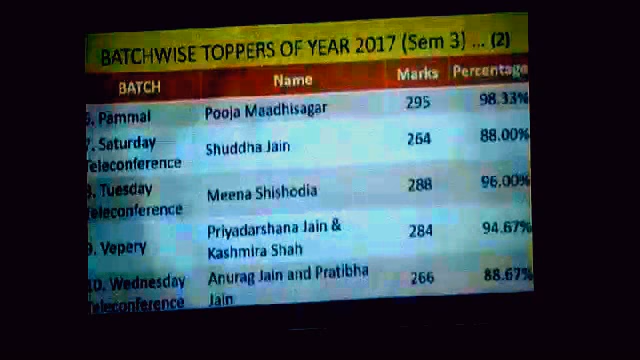 BATCHWISE TOPPERS OF YEAR 2017 (Sem 3) ... (2)
BATCH Name Marks Percentage
6. Pammal Pooja Maadhisagar 295 98.33%
7. Saturday Teleconference Shuddha Jain 264 88.00%
8. Tuesday Teleconference Meena Shishodia 288 96.00%
9. Vepery Priyadarshana Jain & Kashmira Shah 284 94.67%
10. Wednesday Teleconference Anurag Jain and Pratibha Jain 266 88.67%